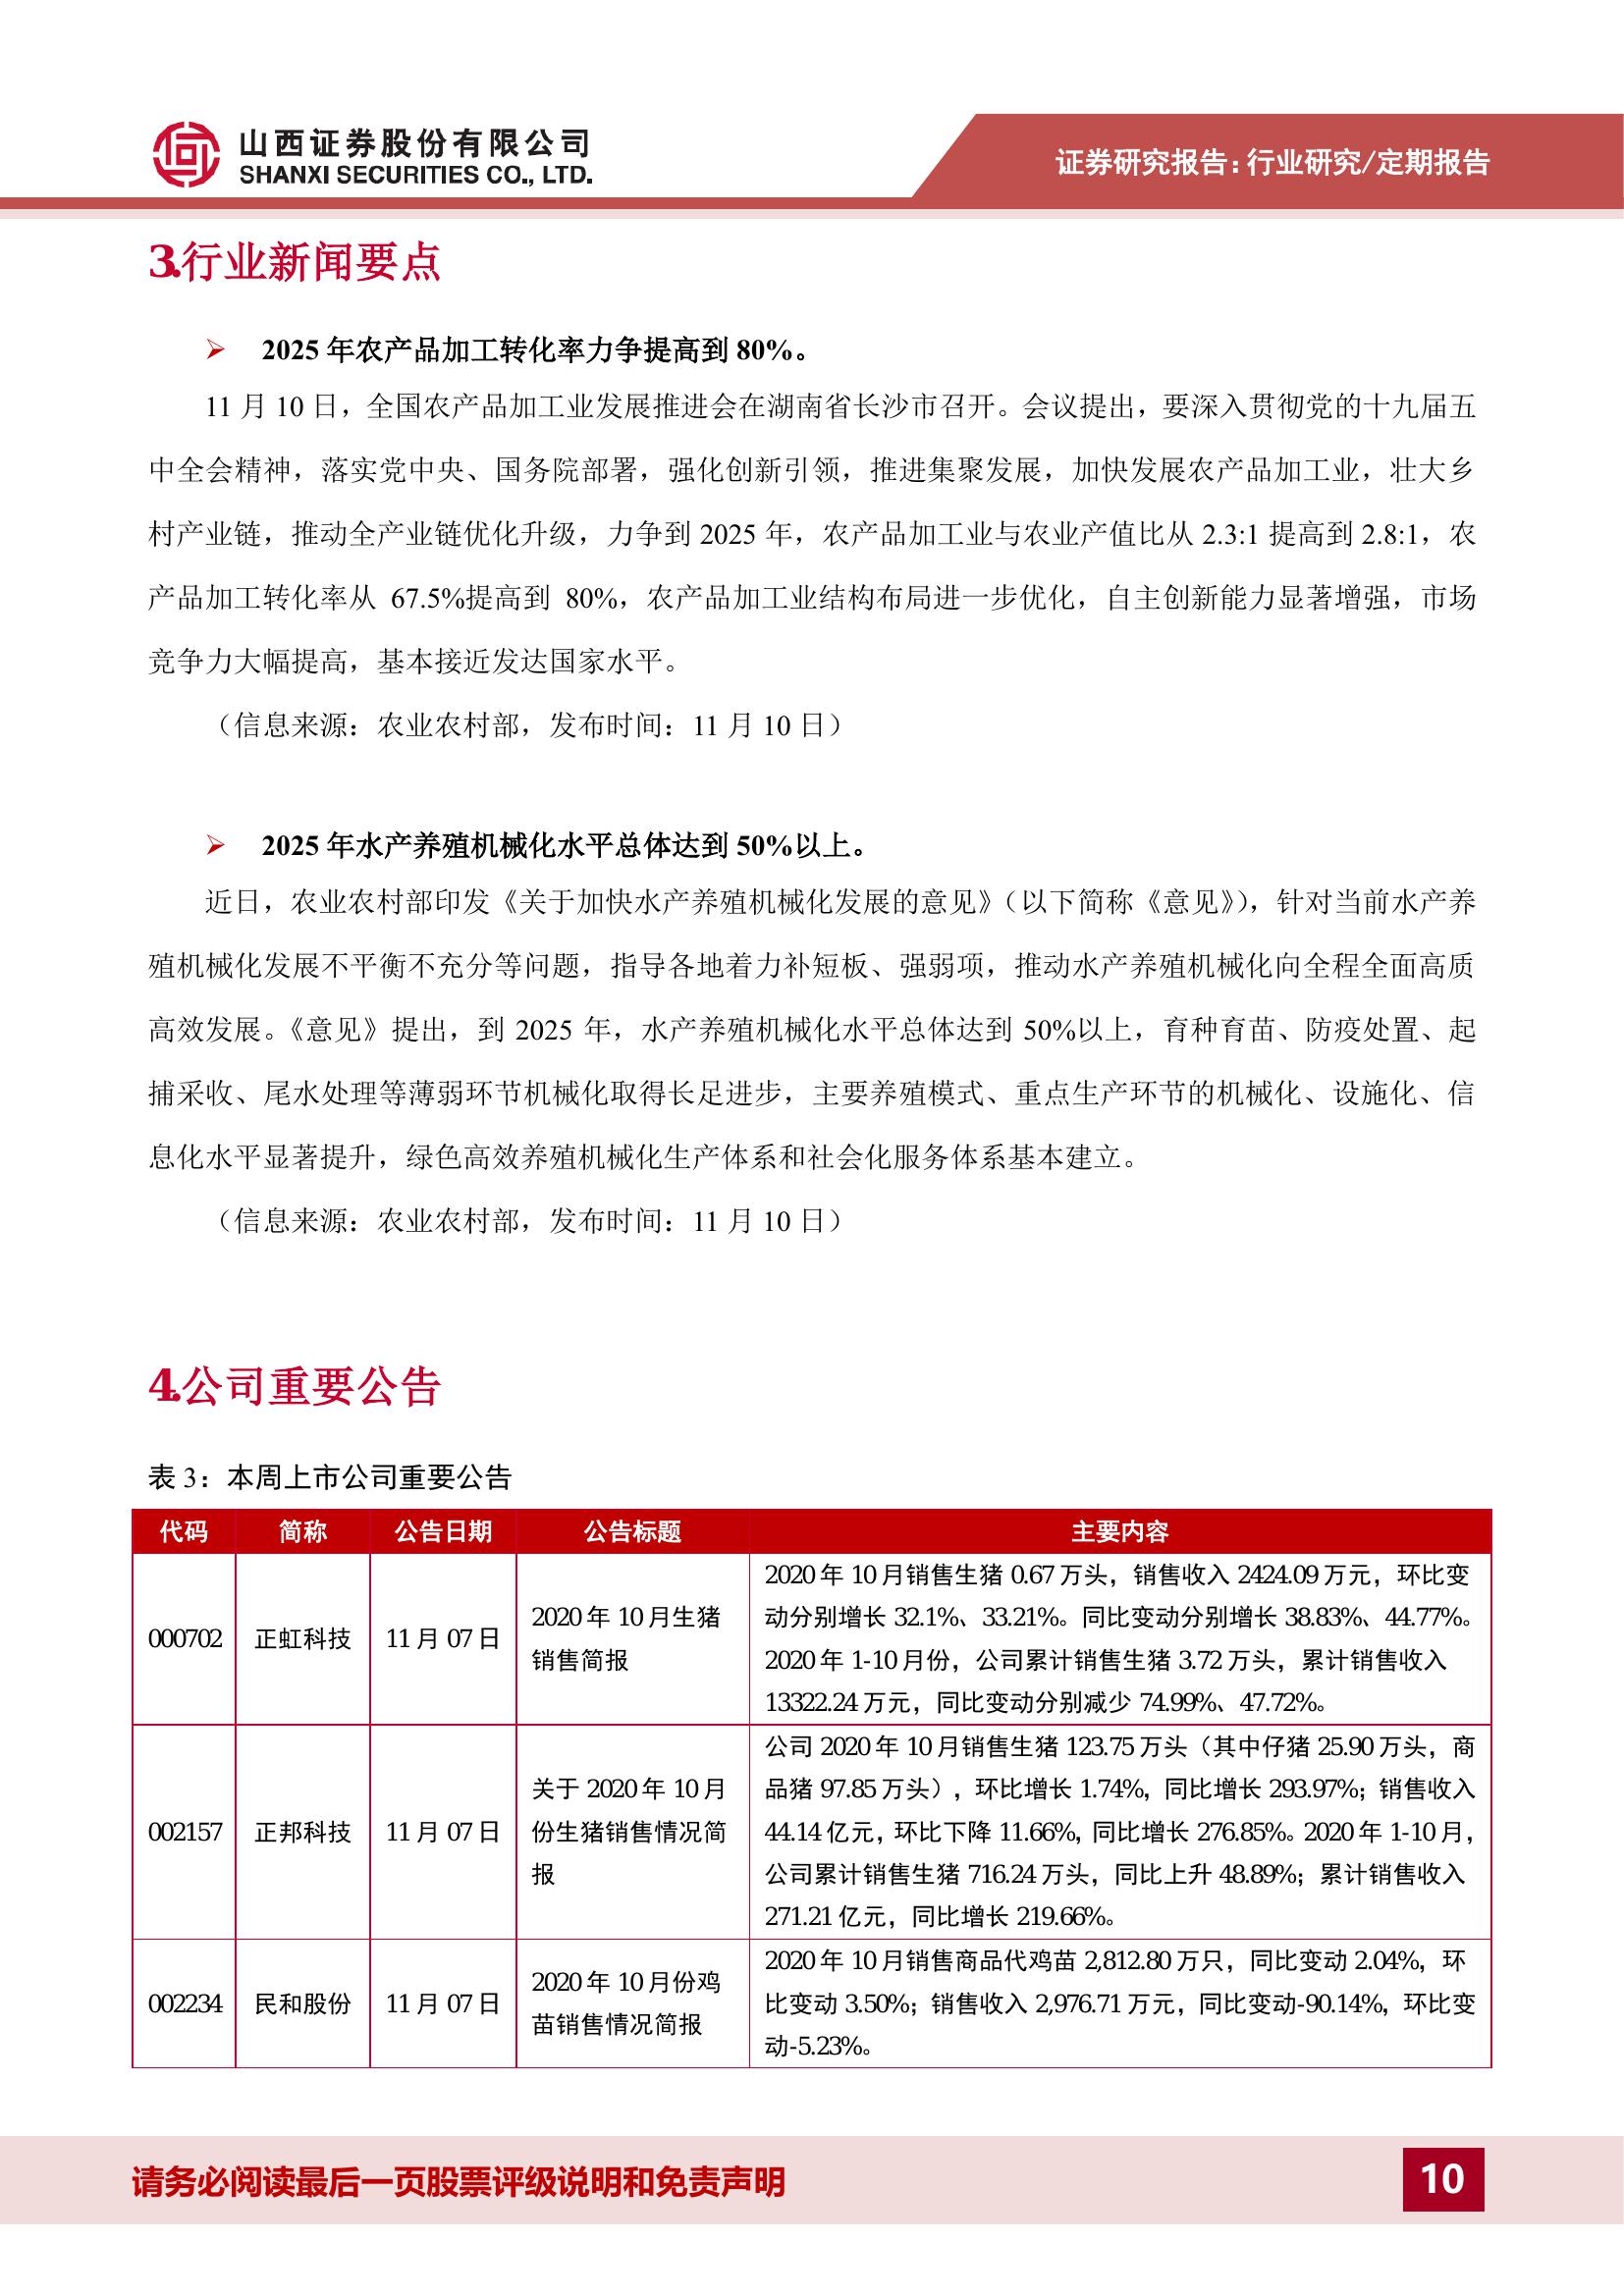 山西证券股份有限公司
SHANXI SECURITIES CO., LTD.
证券研究报告：行业研究/定期报告
3.行业新闻要点
➢ 2025 年农产品加工转化率力争提高到 80%。
11 月 10 日，全国农产品加工业发展推进会在湖南省长沙市召开。会议提出，要深入贯彻党的十九届五
中全会精神，落实党中央、国务院部署，强化创新引领，推进集聚发展，加快发展农产品加工业，壮大乡
村产业链，推动全产业链优化升级，力争到 2025 年，农产品加工业与农业产值比从 2.3:1 提高到 2.8:1，农
产品加工转化率从 67.5%提高到 80%，农产品加工业结构布局进一步优化，自主创新能力显著增强，市场
竞争力大幅提高，基本接近发达国家水平。
（信息来源：农业农村部，发布时间：11 月 10 日）
➢ 2025 年水产养殖机械化水平总体达到 50%以上。
近日，农业农村部印发《关于加快水产养殖机械化发展的意见》（以下简称《意见》），针对当前水产养
殖机械化发展不平衡不充分等问题，指导各地着力补短板、强弱项，推动水产养殖机械化向全程全面高质
高效发展。《意见》提出，到 2025 年，水产养殖机械化水平总体达到 50%以上，育种育苗、防疫处置、起
捕采收、尾水处理等薄弱环节机械化取得长足进步，主要养殖模式、重点生产环节的机械化、设施化、信
息化水平显著提升，绿色高效养殖机械化生产体系和社会化服务体系基本建立。
（信息来源：农业农村部，发布时间：11 月 10 日）
4.公司重要公告
表 3：本周上市公司重要公告
代码 简称 公告日期 公告标题 主要内容
000702 正虹科技 11 月 07 日
2020 年 10 月生猪
销售简报
2020 年 10 月销售生猪 0.67 万头，销售收入 2424.09 万元，环比变
动分别增长 32.1%、33.21%。同比变动分别增长 38.83%、44.77%。
2020 年 1-10 月份，公司累计销售生猪 3.72 万头，累计销售收入
13322.24 万元，同比变动分别减少 74.99%、47.72%。
002157 正邦科技 11 月 07 日
关于 2020 年 10 月
份生猪销售情况简
报
公司 2020 年 10 月销售生猪 123.75 万头（其中仔猪 25.90 万头，商
品猪 97.85 万头），环比增长 1.74%，同比增长 293.97%；销售收入
44.14 亿元，环比下降 11.66%，同比增长 276.85%。2020 年 1-10 月，
公司累计销售生猪 716.24 万头，同比上升 48.89%；累计销售收入
271.21 亿元，同比增长 219.66%。
002234 民和股份 11 月 07 日
2020 年 10 月份鸡
苗销售情况简报
2020 年 10 月销售商品代鸡苗 2,812.80 万只，同比变动 2.04%，环
比变动 3.50%；销售收入 2,976.71 万元，同比变动-90.14%，环比变
动-5.23%。
请务必阅读最后一页股票评级说明和免责声明
10